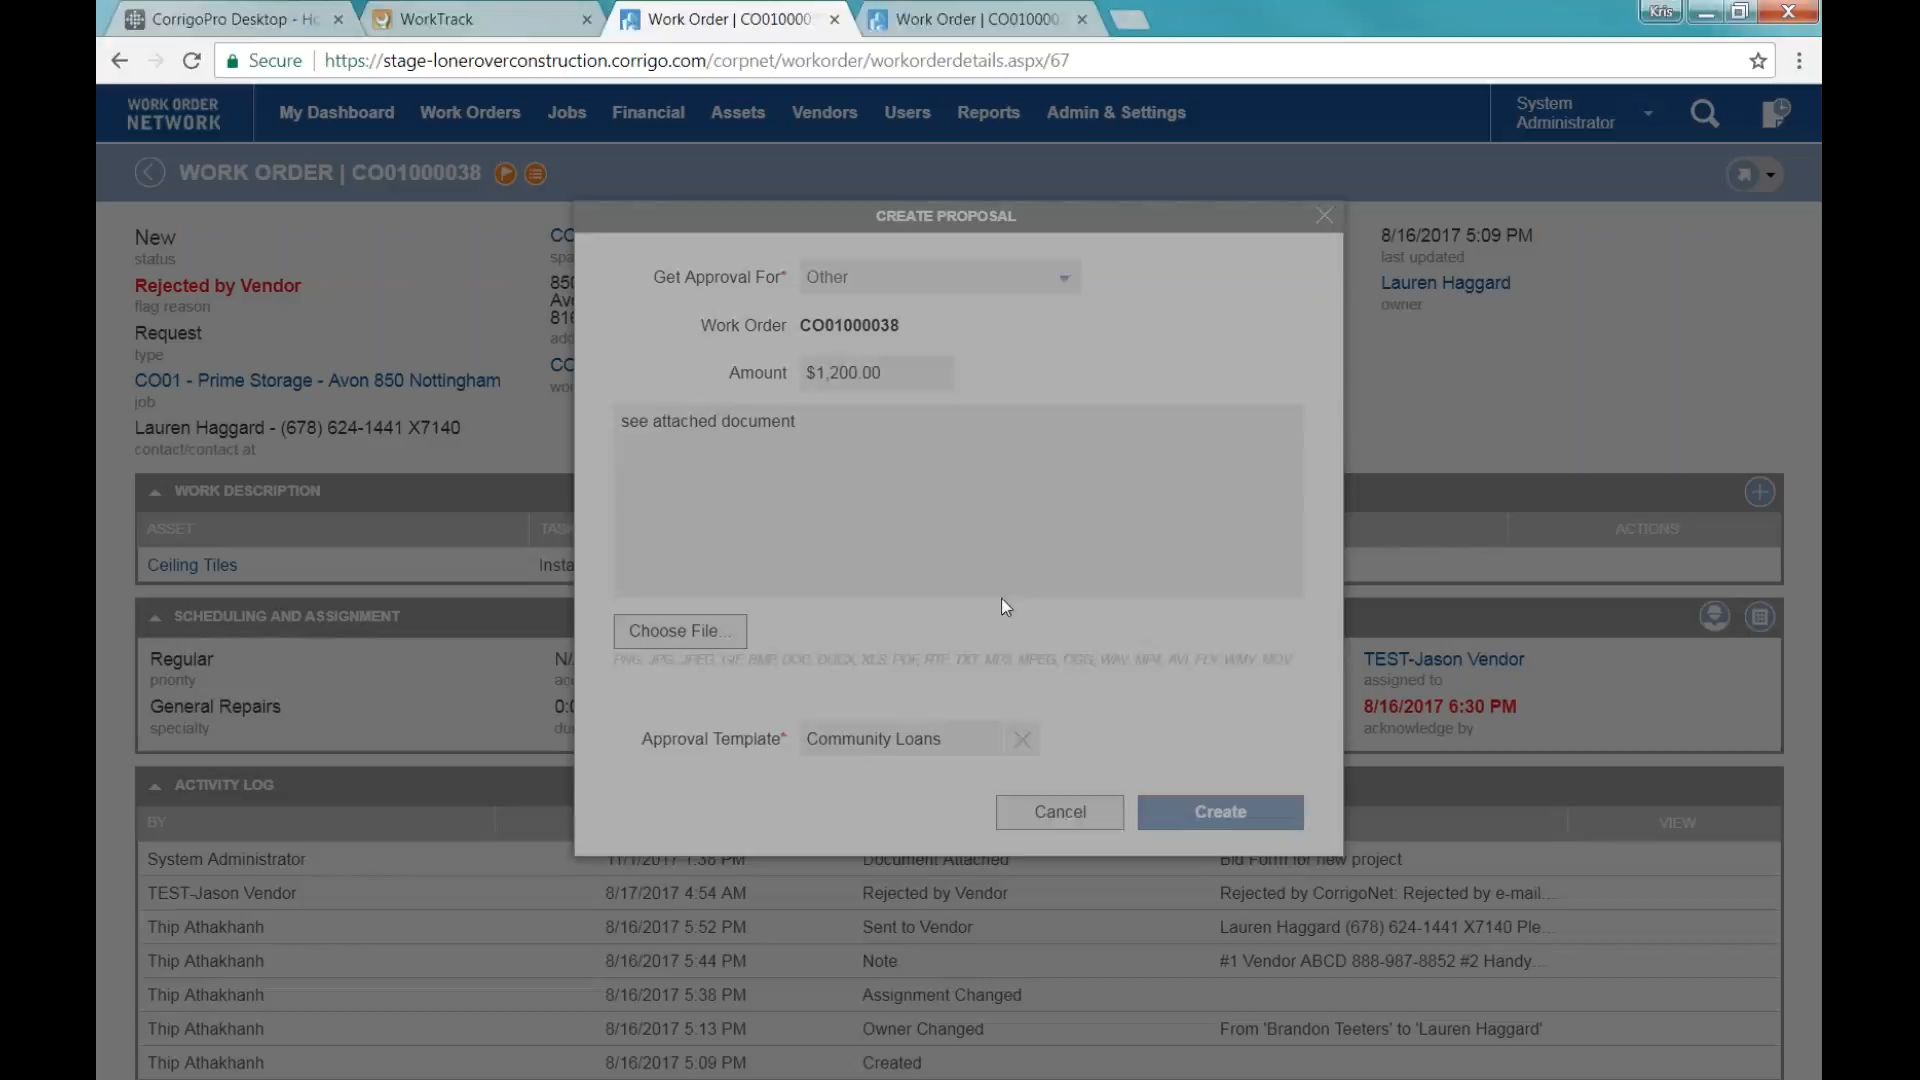 CorrigoPro Desktop - Ho
WorkTrack
Work Order | CO010000
Work Order | CO010000
Kris
Secure
https://stage-loneroverconstruction.corrigo.com/corpnet/workorder/workorderdetails.aspx/67
WORK ORDER
NETWORK
My Dashboard
Work Orders
Jobs
Financial
Assets
Vendors
Users
Reports
Admin & Settings
System
Administrator
WORK ORDER | CO01000038
CREATE PROPOSAL
New
status
Rejected by Vendor
flag reason
Request
type
CO01 - Prime Storage - Avon 850 Nottingham
job
Lauren Haggard - (678) 624-1441 X7140
contact/contact at
CO
spa
850
Avo
816
add
CO
wor
8/16/2017 5:09 PM
last updated
Lauren Haggard
owner
Get Approval For*
Other
Work Order
CO01000038
Amount
$1,200.00
see attached document
Choose File...
PNG, JPG, JPEG, GIF, BMP, DOC, DOCX, XLS, PDF, RTF, TXT, MP3, MPEG, OGG, WAV, MP4, AVI, FLV, WMV, MOV
Approval Template*
Community Loans
Cancel
Create
WORK DESCRIPTION
ASSET
TASK
ACTIONS
Ceiling Tiles
Insta
SCHEDULING AND ASSIGNMENT
Regular
priority
General Repairs
specialty
N/
acc
0:0
dur
TEST-Jason Vendor
assigned to
8/16/2017 6:30 PM
acknowledge by
ACTIVITY LOG
BY
VIEW
System Administrator
11/1/2017 1:38 PM
Document Attached
Bid Form for new project
TEST-Jason Vendor
8/17/2017 4:54 AM
Rejected by Vendor
Rejected by CorrigoNet: Rejected by e-mail...
Thip Athakhanh
8/16/2017 5:52 PM
Sent to Vendor
Lauren Haggard (678) 624-1441 X7140 Ple...
Thip Athakhanh
8/16/2017 5:44 PM
Note
#1 Vendor ABCD 888-987-8852 #2 Handy...
Thip Athakhanh
8/16/2017 5:38 PM
Assignment Changed
Thip Athakhanh
8/16/2017 5:13 PM
Owner Changed
From 'Brandon Teeters' to 'Lauren Haggard'
Thip Athakhanh
8/16/2017 5:09 PM
Created